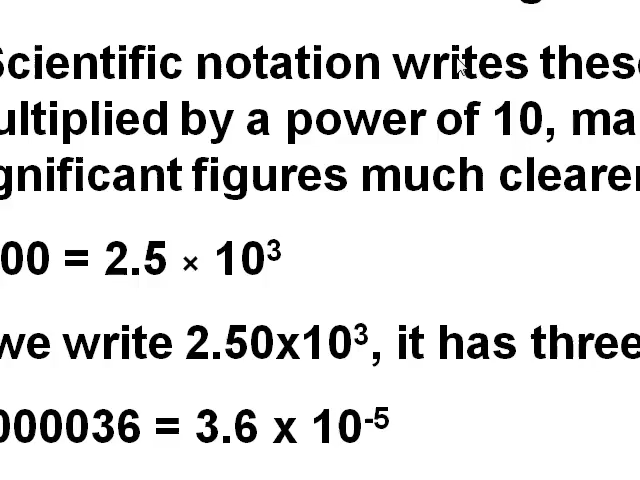 Scientific notation writes these
ultiplied by a power of 10, ma
gnificant figures much clearer
00 = 2.5 × 10³
we write 2.50x10³, it has three
000036 = 3.6 x 10⁻⁵